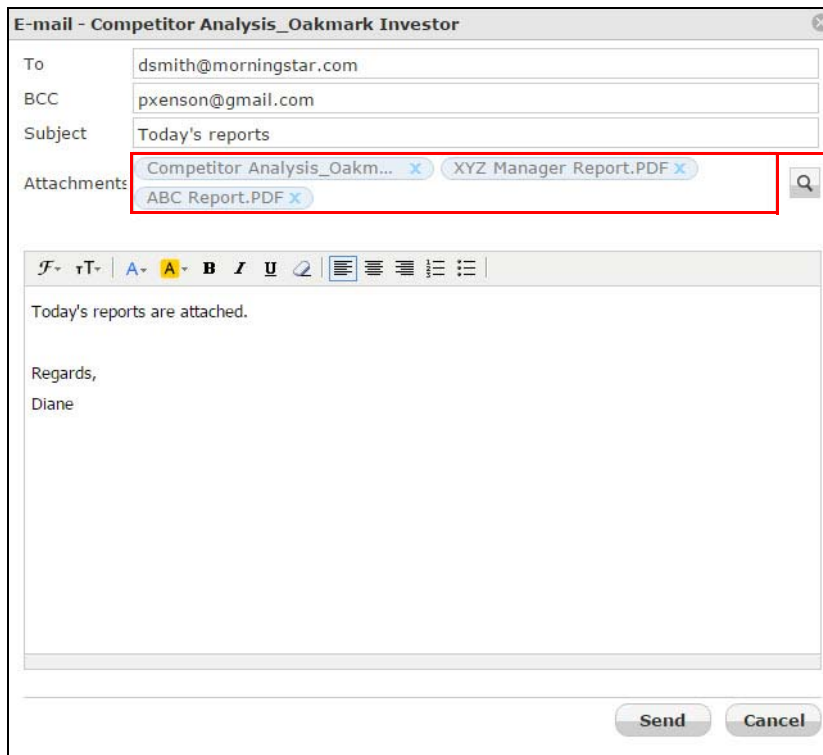 E-mail - Competitor Analysis_Oakmark Investor
To dsmith@morningstar.com
BCC pxenson@gmail.com
Subject Today's reports
Attachments Competitor Analysis_Oakm... x XYZ Manager Report.PDF x
ABC Report.PDF x
F TT A A B I U
Today's reports are attached.
Regards,
Diane
Send Cancel